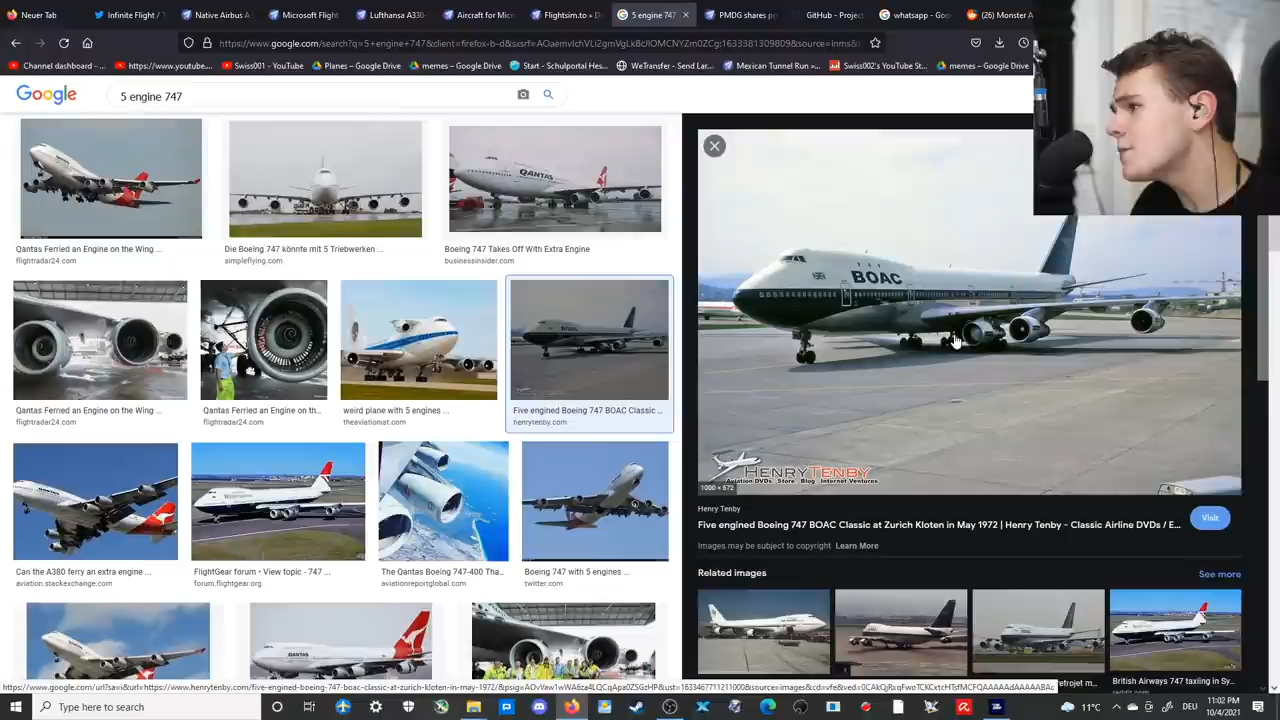 Neuer Tab
Infinite Flight /
Native Airbus A
Microsoft Flight
Lufthansa A330-
Aircraft for Micr
Flightsim.to » D
5 engine 747
PMDG shares po
GitHub - Project
whatsapp - Goo
(26) Monster A
Channel dashboard - ...
https://www.youtube...
Swiss001 - YouTube
Planes – Google Drive
memes – Google Drive
Start - Schulportal Hes...
WeTransfer - Send Lar...
Mexican Tunnel Run »...
Swiss002's YouTube St...
memes – Google Drive
Google
5 engine 747
Qantas Ferried an Engine on the Wing ...
flightradar24.com
Die Boeing 747 könnte mit 5 Triebwerken ...
simpleflying.com
Boeing 747 Takes Off With Extra Engine
businessinsider.com
QANTAS
BOAC
Qantas Ferried an Engine on the Wing ...
flightradar24.com
Qantas Ferried an Engine on th...
flightradar24.com
weird plane with 5 engines ...
theaviationist.com
Five engined Boeing 747 BOAC Classic ...
henrytenby.com
HENRYTENBY
Aviation DVDs Store Blog Internet Ventures
1000 × 672
Henry Tenby
Five engined Boeing 747 BOAC Classic at Zurich Kloten in May 1972 | Henry Tenby - Classic Airline DVDs / E...
Visit
Images may be subject to copyright Learn More
Can the A380 ferry an extra engine ...
aviation.stackexchange.com
FlightGear forum • View topic - 747 ...
forum.flightgear.org
The Qantas Boeing 747-400 Tha...
aviationreportglobal.com
Boeing 747 with 5 engines ...
twitter.com
Related images
See more
QANTAS
British Airways 747 taxiing in Sy...
reddit.com
Type here to search
11°C
DEU
11:02 PM
10/4/2021